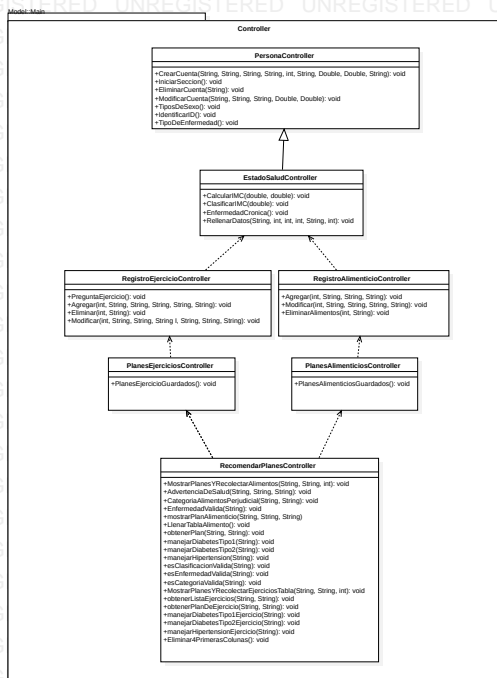 UNREGISTERED UNREGISTERED UNREGISTERED
Model::Main
Controller
PersonaController
+CrearCuenta(String, String, String, String, int, String, Double, Double, String): void
+IniciarSeccion(): void
+EliminarCuenta(String): void
+ModificarCuenta(String, String, String, Double, Double): void
+TiposDeSexo(): void
+IdentificarID(): void
+TipoDeEnfermedad(): void
EstadoSaludController
+CalcularIMC(double, double): void
+ClasificarIMC(double): void
+EnfermedadCronica(): void
+RellenarDatos(String, int, int, int, String, int): void
RegistroEjercicioController
+PreguntaEjercicio(): void
+Agregar(int, String, String, String, String, String): void
+Eliminar(int, String): void
+Modificar(int, String, String, String l, String, String, String): void
RegistroAlimenticioController
+Agregar(int, String, String, String): void
+Modificar(int, String, String, String, String): void
+EliminarAlimentos(int, String): void
PlanesEjerciciosController
+PlanesEjercicioGuardados(): void
PlanesAlimenticiosController
+PlanesAlimenticiosGuardados(): void
RecomendarPlanesController
+MostrarPlanesYRecolectarAlimentos(String, String, int): void
+AdvertenciaDeSalud(String, String, String): void
+CategoriaAlimentosPerjudicial(String, String): void
+EnfermedadValida(String): void
+mostrarPlanAlimenticio(String, String, String)
+LlenarTablaAlimento(): void
+obtenerPlan(String, String): void
+manejarDiabetesTipo1(String): void
+manejarDiabetesTipo2(String): void
+manejarHipertension(String): void
+esClasificacionValida(String): void
+esEnfermedadValida(String): void
+esCategoriaValida(String): void
+MostrarPlanesYRecolectarEjerciciosTabla(String, String, int): void
+obtenerListaEjercicios(String, String): void
+obtenerPlanDeEjercicio(String, String): void
+manejarDiabetesTipo1Ejercicio(String): void
+manejarDiabetesTipo2Ejercicio(String): void
+manejarHipertensionEjercicio(String): void
+Eliminar4PrimerasColunas(): void